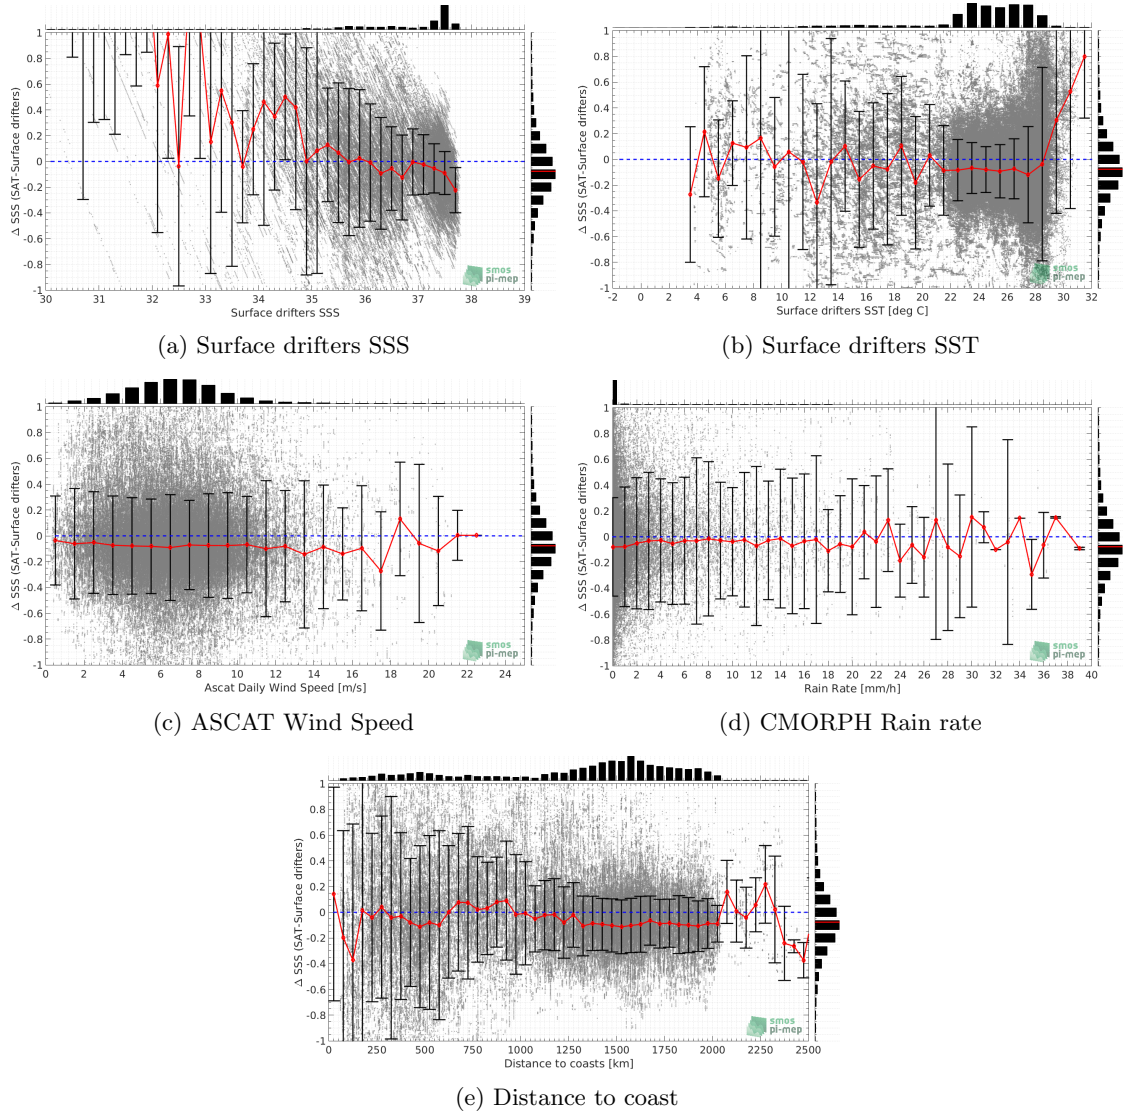 1
0.8
0.6
0.4
0.2
0
-0.2
-0.4
-0.6
-0.8
-1
Δ SSS (SAT-Surface drifters)
smos
pi-mep
30 31 32 33 34 35 36 37 38 39
Surface drifters SSS
(a) Surface drifters SSS
1
0.8
0.6
0.4
0.2
0
-0.2
-0.4
-0.6
-0.8
-1
Δ SSS (SAT-Surface drifters)
smos
pi-mep
-2 0 2 4 6 8 10 12 14 16 18 20 22 24 26 28 30 32
Surface drifters SST [deg C]
(b) Surface drifters SST
1
0.8
0.6
0.4
0.2
0
-0.2
-0.4
-0.6
-0.8
-1
Δ SSS (SAT-Surface drifters)
smos
pi-mep
0 2 4 6 8 10 12 14 16 18 20 22 24
Ascat Daily Wind Speed [m/s]
(c) ASCAT Wind Speed
1
0.8
0.6
0.4
0.2
0
-0.2
-0.4
-0.6
-0.8
-1
Δ SSS (SAT-Surface drifters)
smos
pi-mep
0 2 4 6 8 10 12 14 16 18 20 22 24 26 28 30 32 34 36 38 40
Rain Rate [mm/h]
(d) CMORPH Rain rate
1
0.8
0.6
0.4
0.2
0
-0.2
-0.4
-0.6
-0.8
-1
Δ SSS (SAT-Surface drifters)
smos
pi-mep
0 250 500 750 1000 1250 1500 1750 2000 2250 2500
Distance to coasts [km]
(e) Distance to coast